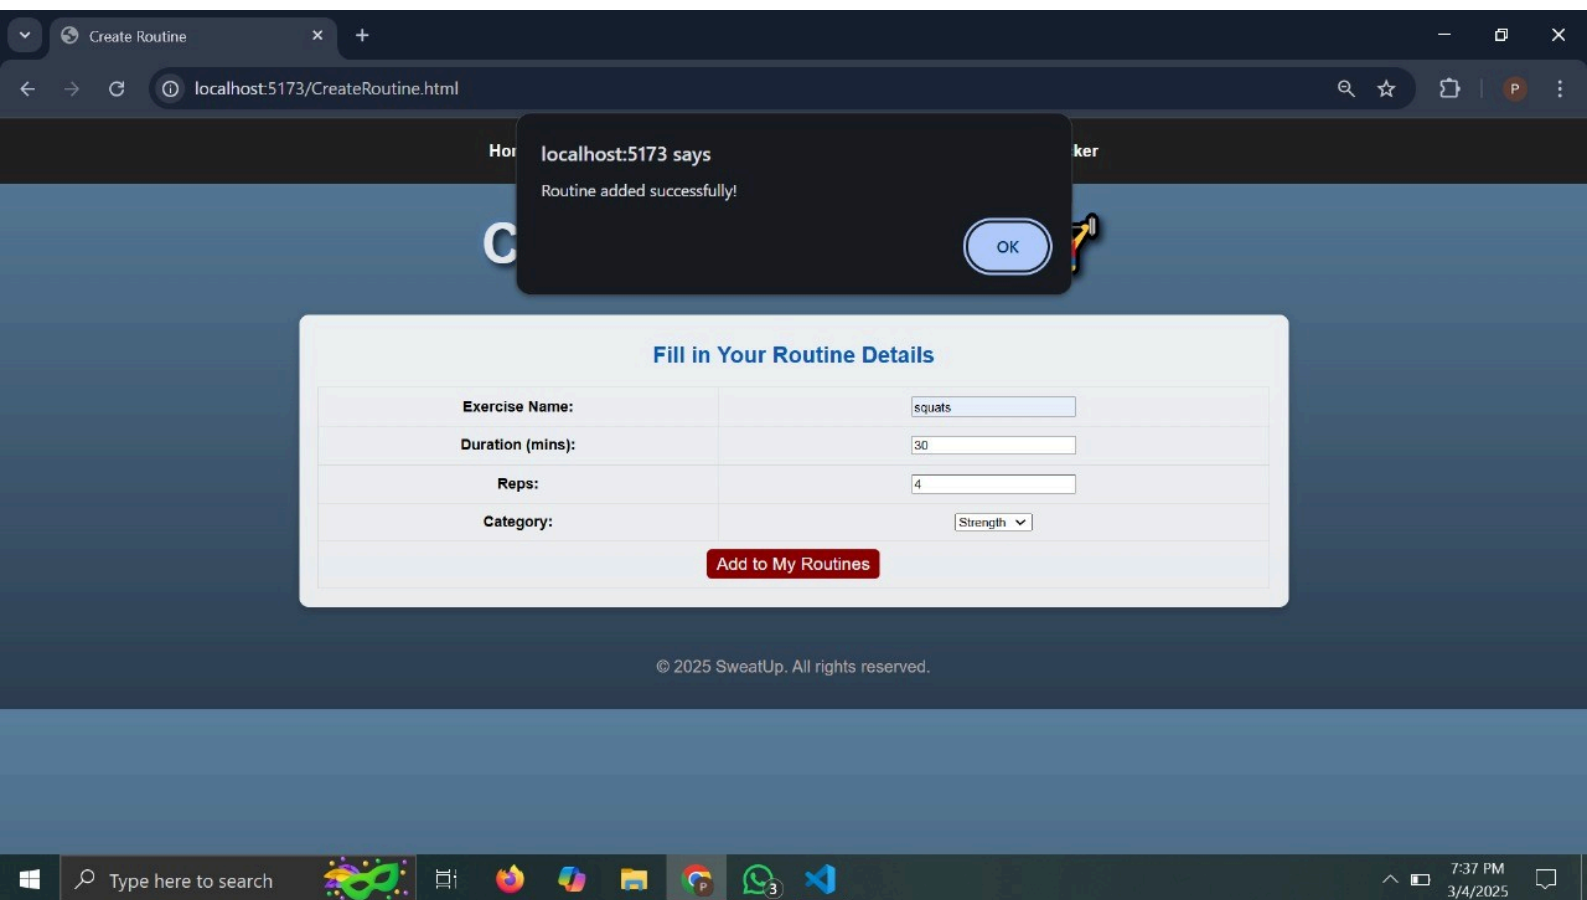 Create Routine
localhost:5173/CreateRoutine.html
P
Hor
ker
localhost:5173 says
Routine added successfully!
OK
C
Fill in Your Routine Details
Exercise Name: squats
Duration (mins): 30
Reps: 4
Category: Strength
Add to My Routines
© 2025 SweatUp. All rights reserved.
Type here to search
P
3
7:37 PM
3/4/2025